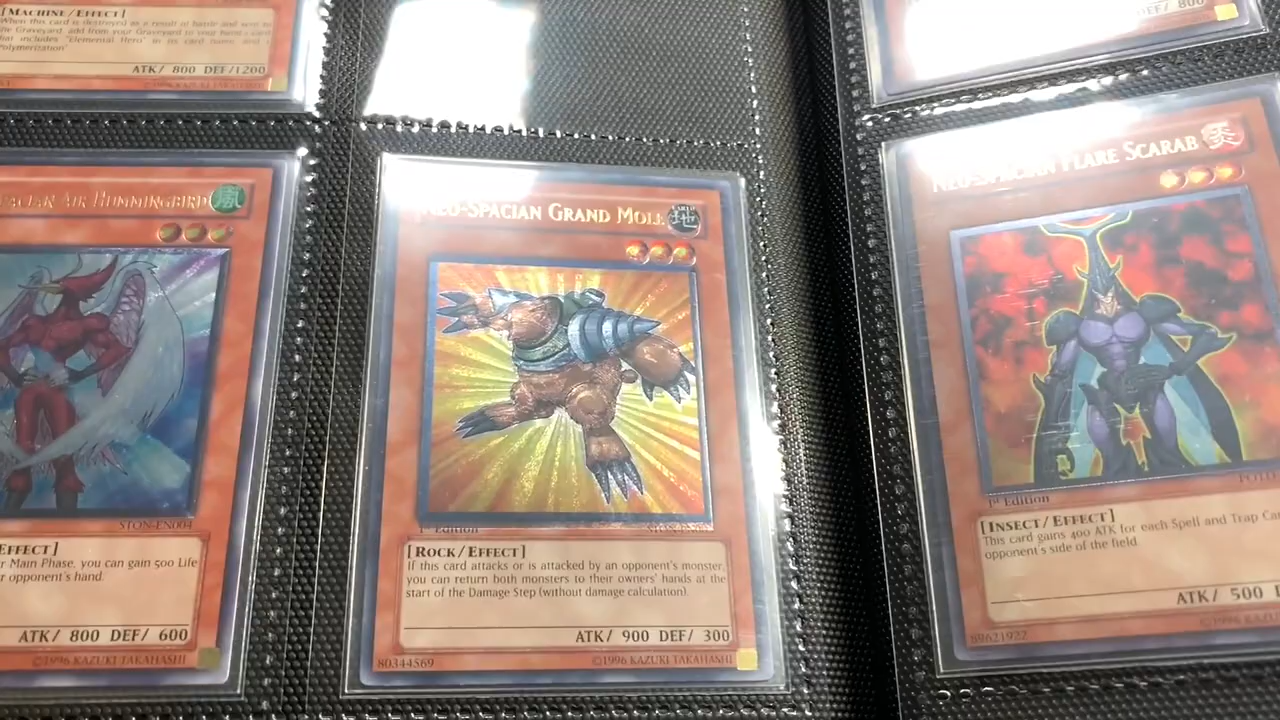 [MACHINE/EFFECT]
When this card is destroyed as a result of battle and sent to
the Graveyard, add from your Graveyard to your hand 1 card
that includes "Elemental Hero" in its card name, and 1
"Polymerization"
ATK/ 800 DEF/1200
DEF/ 800
AIR HUMMINGBIRD
STON-EN004
EFFECT]
Main Phase, you can gain 500 Life
opponent's hand.
ATK/ 800 DEF/ 600
©1996 KAZUKI TAKAHASHI
NEO-SPACIAN GRAND MOLE
EARTH
地
1st Edition
[ROCK/EFFECT]
If this card attacks or is attacked by an opponent's monster,
you can return both monsters to their owners' hands at the
start of the Damage Step (without damage calculation).
ATK/ 900 DEF/ 300
80344569
©1996 KAZUKI TAKAHASHI
NEO-SPACIAN FLARE SCARAB
炎
1st Edition
[INSECT/EFFECT]
This card gains 400 ATK for each Spell and Trap
opponent's side of the field.
ATK/ 500
89621922
©1996 KAZUKI